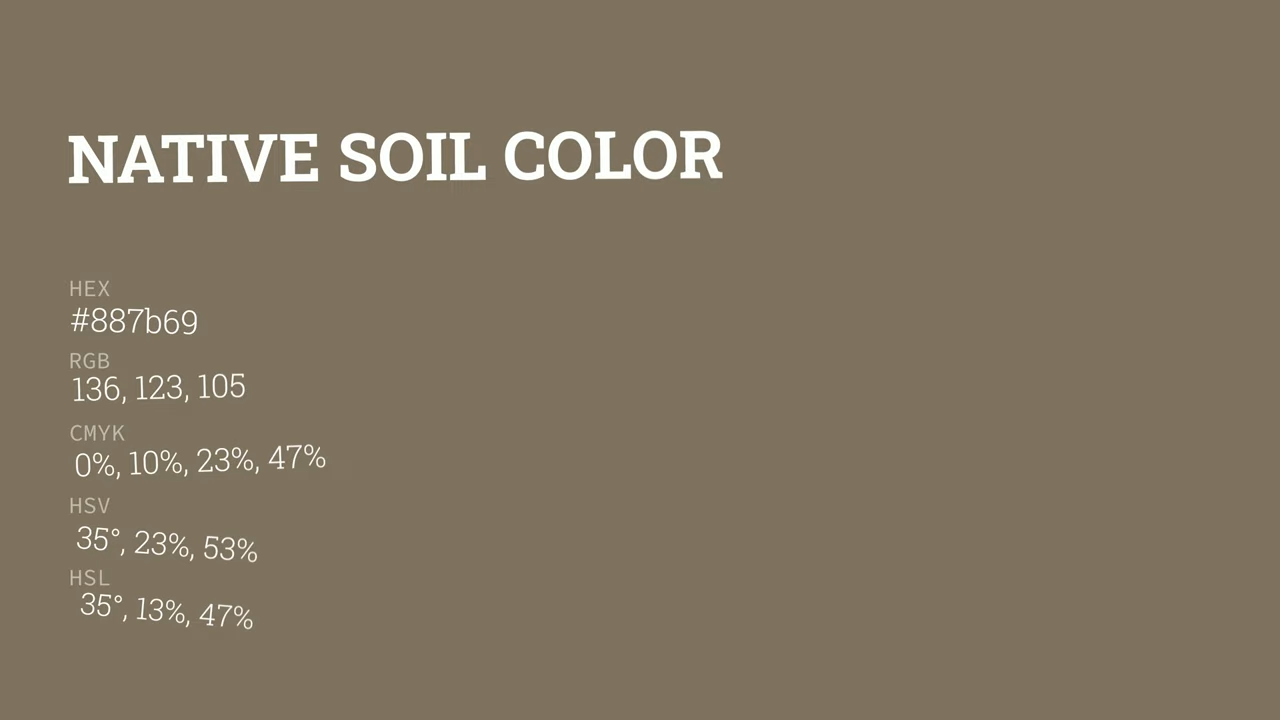 NATIVE SOIL COLOR
HEX
#887b69
RGB
136, 123, 105
CMYK
0%, 10%, 23%, 47%
HSV
35°, 23%, 53%
HSL
35°, 13%, 47%